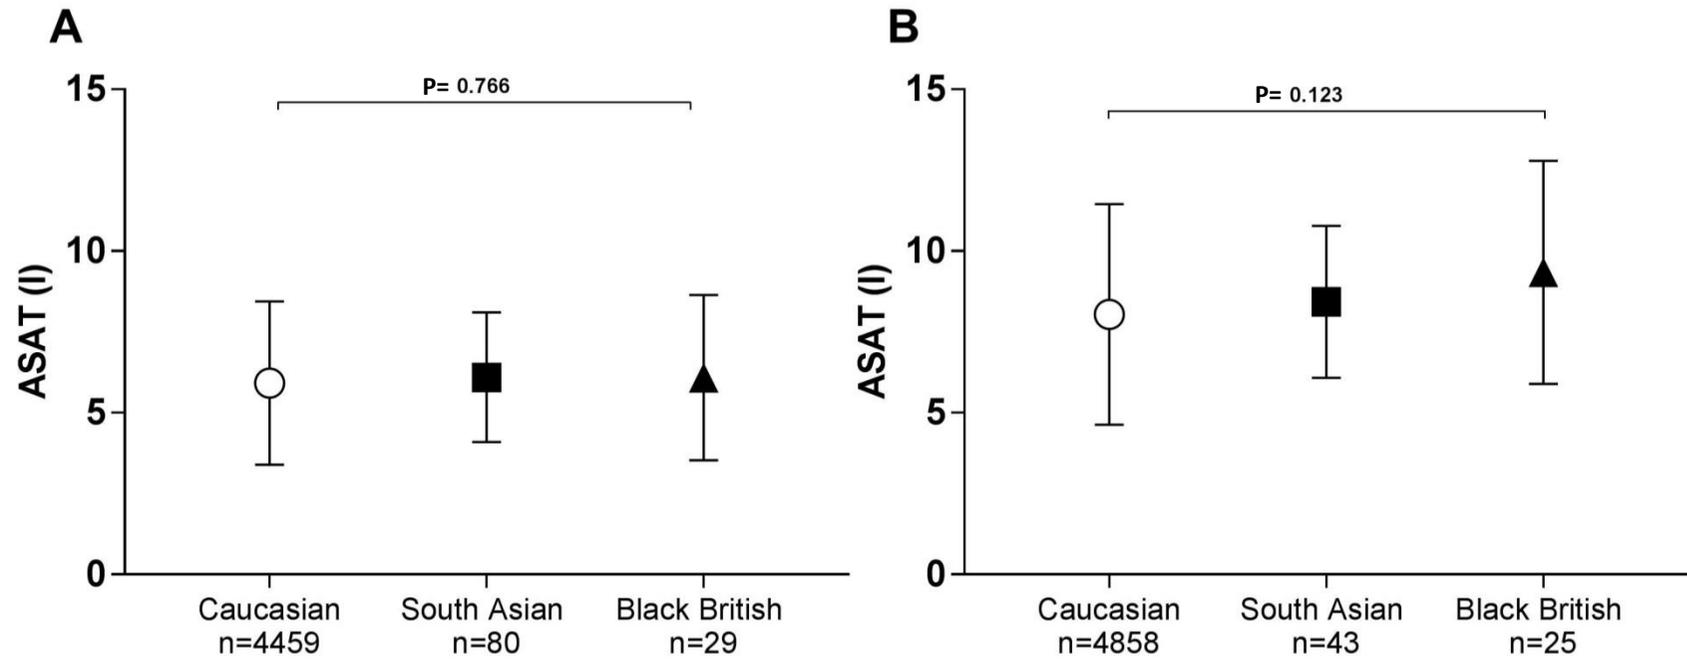 A
P= 0.766
15
10
5
0
ASAT (l)
Caucasian South Asian Black British
n=4459 n=80 n=29
B
P= 0.123
15
10
5
0
ASAT (l)
Caucasian South Asian Black British
n=4858 n=43 n=25